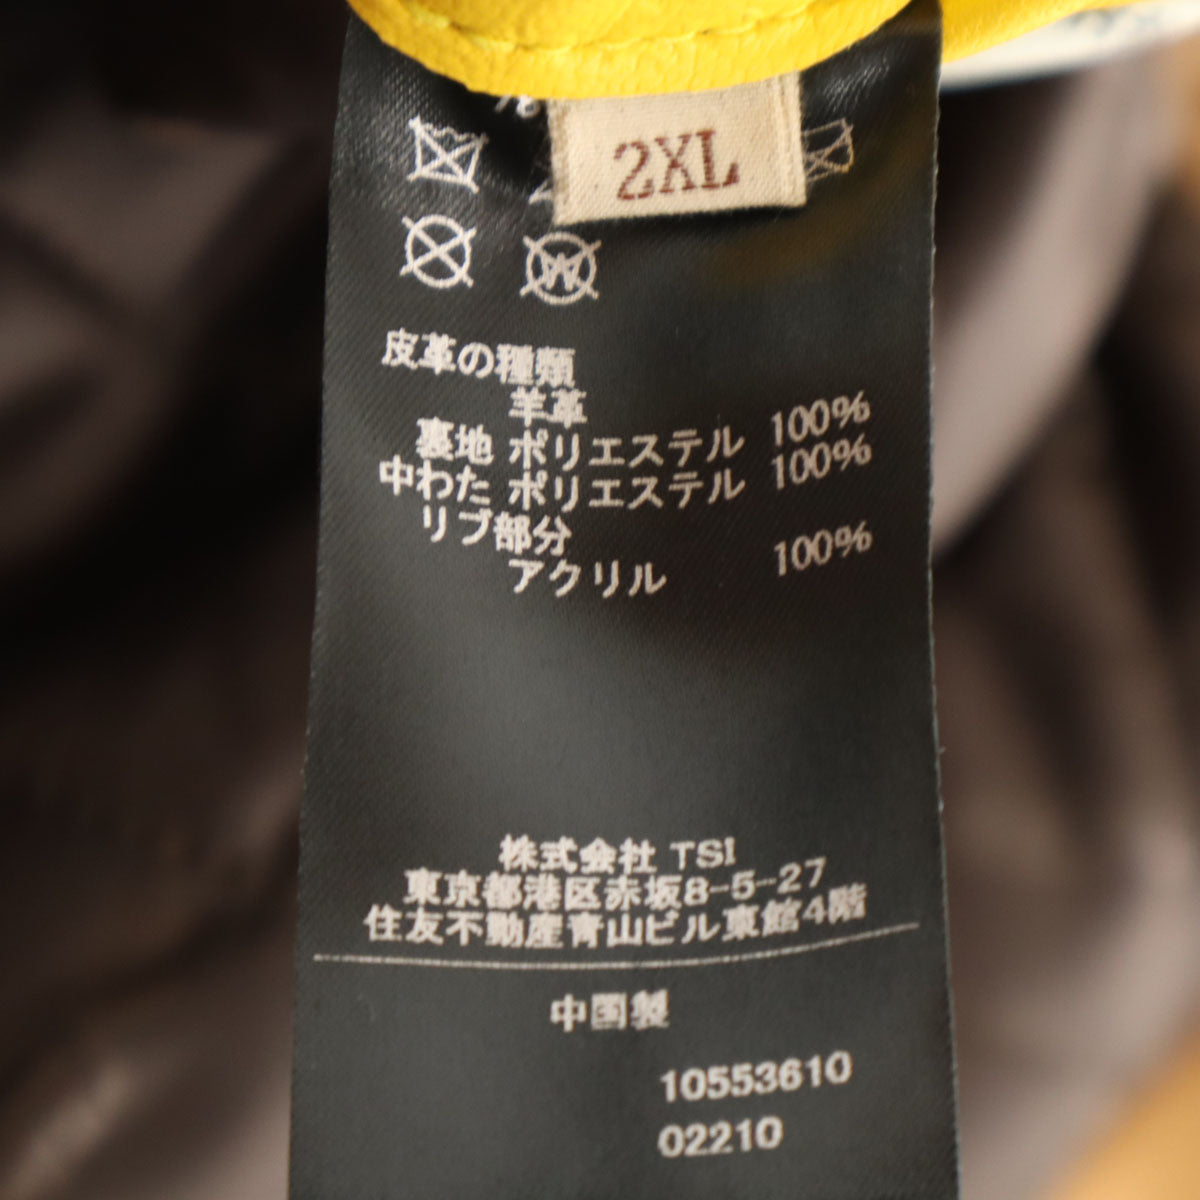 2XL
皮革の種類
羊革
裏地 ポリエステル 100%
中わた ポリエステル 100%
リブ部分
アクリル 100%
株式会社 TSI
東京都港区赤坂8-5-27
住友不動産青山ビル東館4階
中国製
10553610
02210